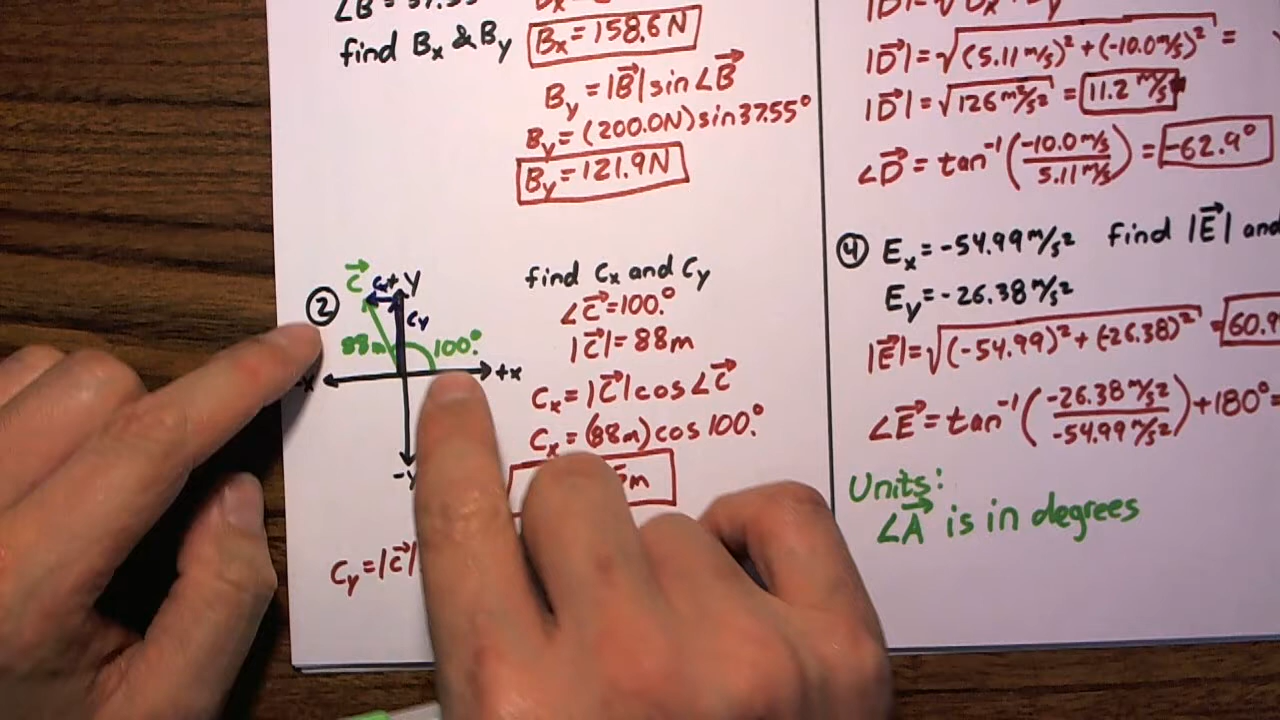 find Bx & By
Bx = 158.6 N
By = |B⃗| sin∠B⃗
By = (200.0N) sin 37.55°
By = 121.9 N
②
C⃗
+y
Cy
88m
100°
+x
find Cx and Cy
∠C⃗ = 100.°
|C⃗| = 88m
Cx = |C⃗| cos∠C⃗
Cx = (88m) cos 100.°
Cy = |C⃗|
|D⃗| = √(5.11 m/s)² + (-10.0 m/s)² =
|D⃗| = √126 m²/s² = 11.2 m/s
∠D⃗ = tan⁻¹(-10.0 m/s / 5.11 m/s) = -62.9°
④ Ex = -54.99 m/s² find |E⃗| and
Ey = -26.38 m/s²
|E⃗| = √(-54.99)² + (-26.38)² = 60.9
∠E⃗ = tan⁻¹(-26.38 m/s² / -54.99 m/s²) + 180° =
Units:
∠A⃗ is in degrees